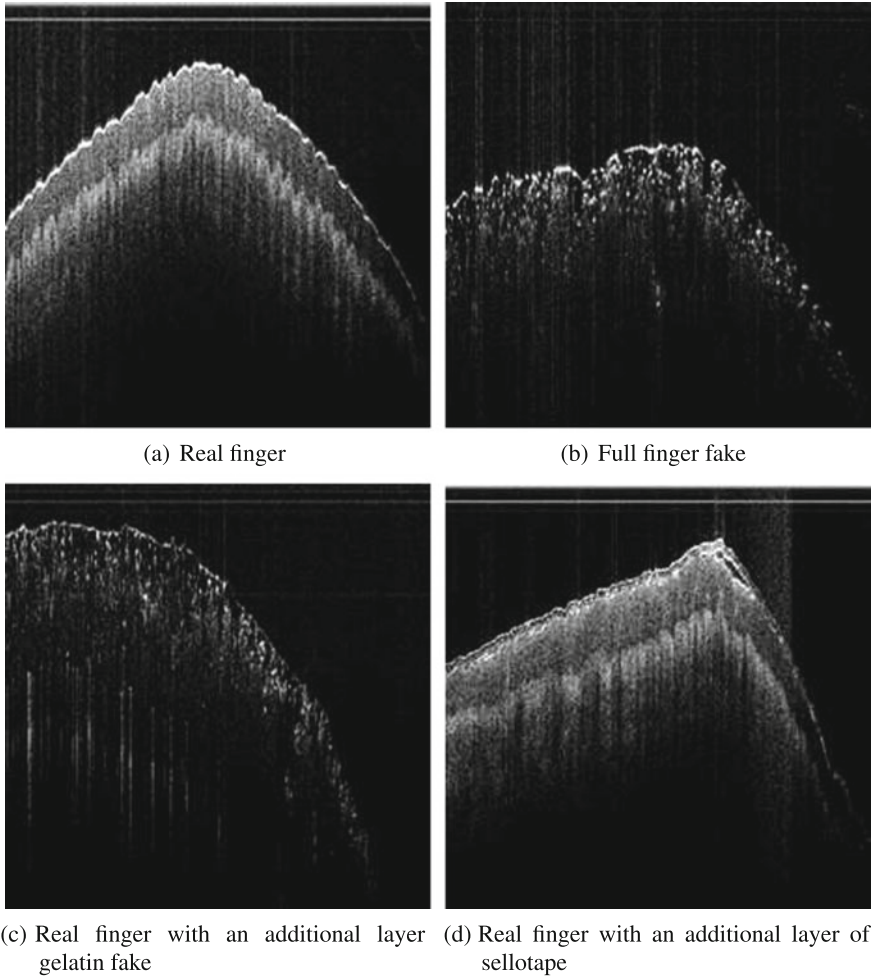 (a) Real finger
(b) Full finger fake
(c) Real finger with an additional layer
gelatin fake
(d) Real finger with an additional layer of
sellotape